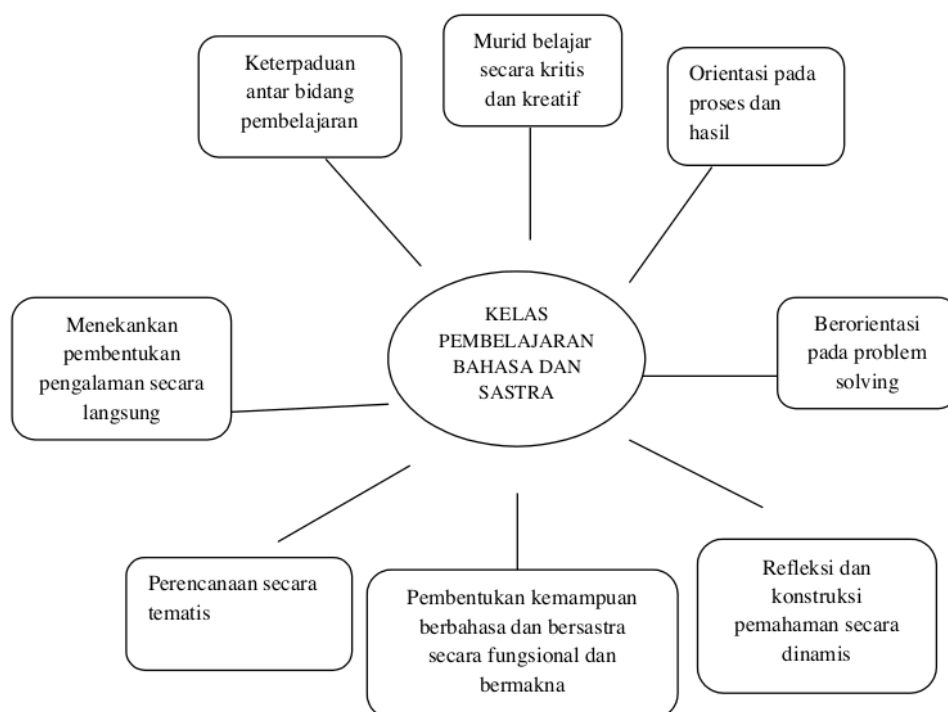 Murid belajar
secara kritis
dan kreatif
Keterpaduan
antar bidang
pembelajaran
Orientasi pada
proses dan
hasil
KELAS
PEMBELAJARAN
BAHASA DAN
SASTRA
Menekankan
pembentukan
pengalaman secara
langsung
Berorientasi
pada problem
solving
Perencanaan secara
tematis
Pembentukan kemampuan
berbahasa dan bersastra
secara fungsional dan
bermakna
Refleksi dan
konstruksi
pemahaman secara
dinamis